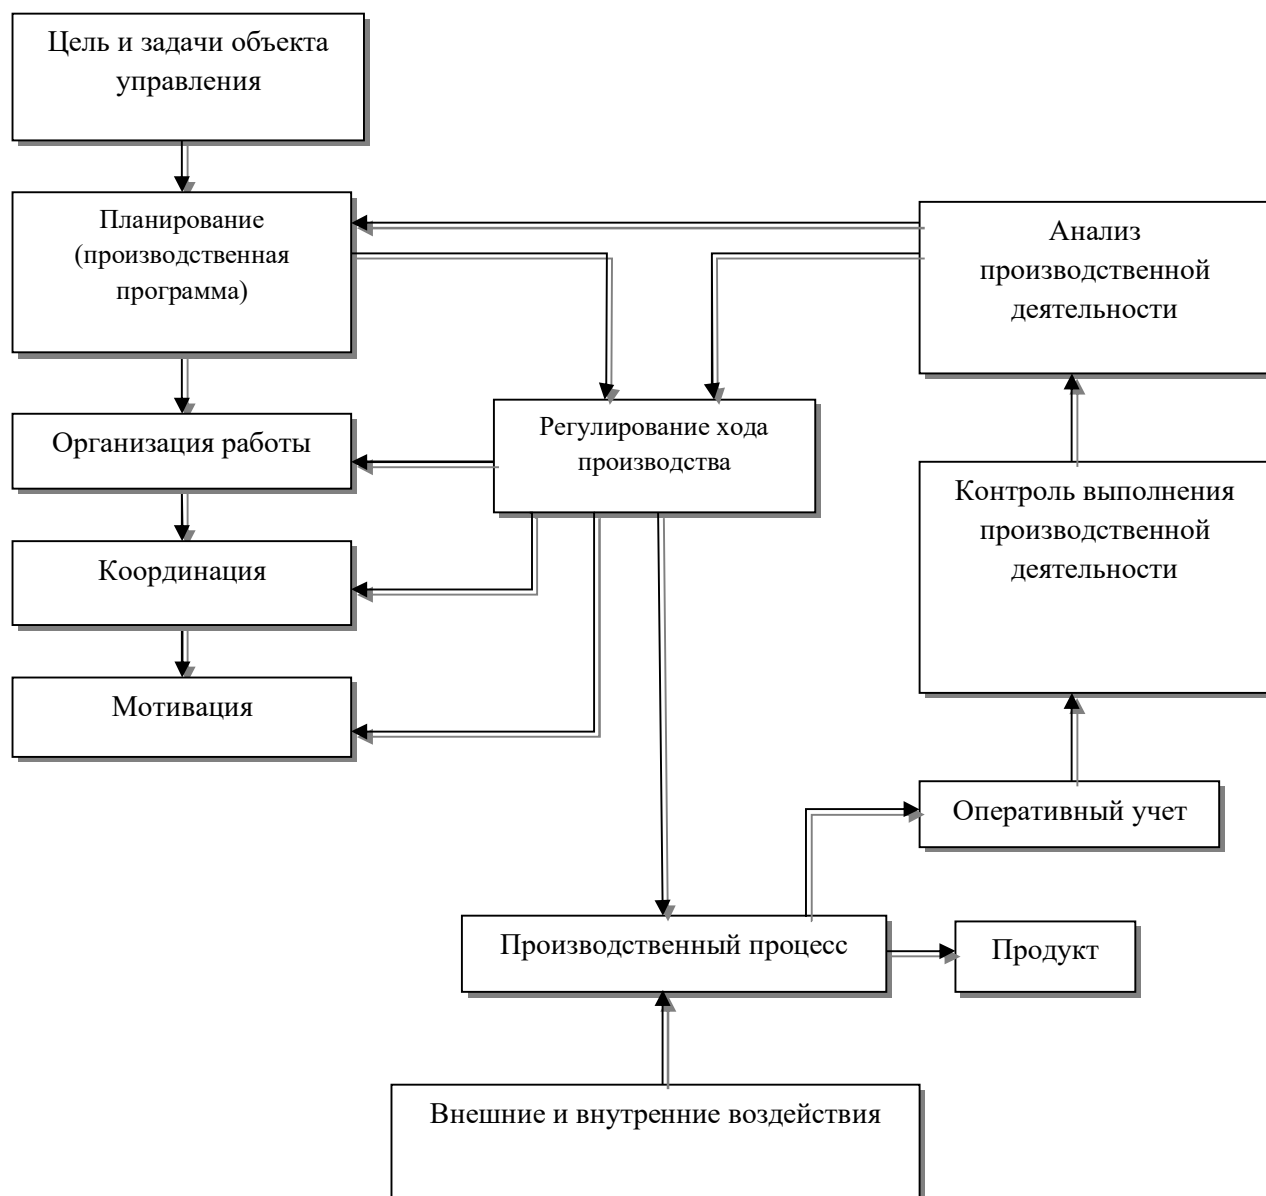 Цель и задачи объекта
управления
Планирование
(производственная
программа)
Анализ
производственной
деятельности
Организация работы
Регулирование хода
производства
Контроль выполнения
производственной
деятельности
Координация
Мотивация
Оперативный учет
Производственный процесс
Продукт
Внешние и внутренние воздействия